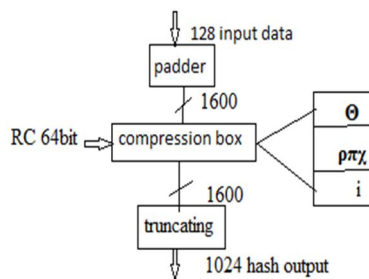 128 input data
padder
1600
RC 64bit
compression box
Θ
ρπχ
i
1600
truncating
1024 hash output